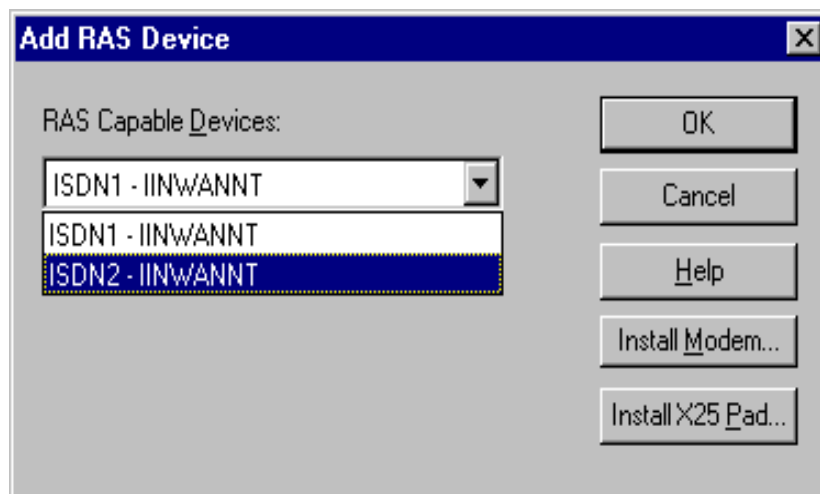 Add RAS Device
RAS Capable Devices:
ISDN1 - IINWANNT
ISDN1 - IINWANNT
ISDN2 - IINWANNT
OK
Cancel
Help
Install Modem...
Install X25 Pad...